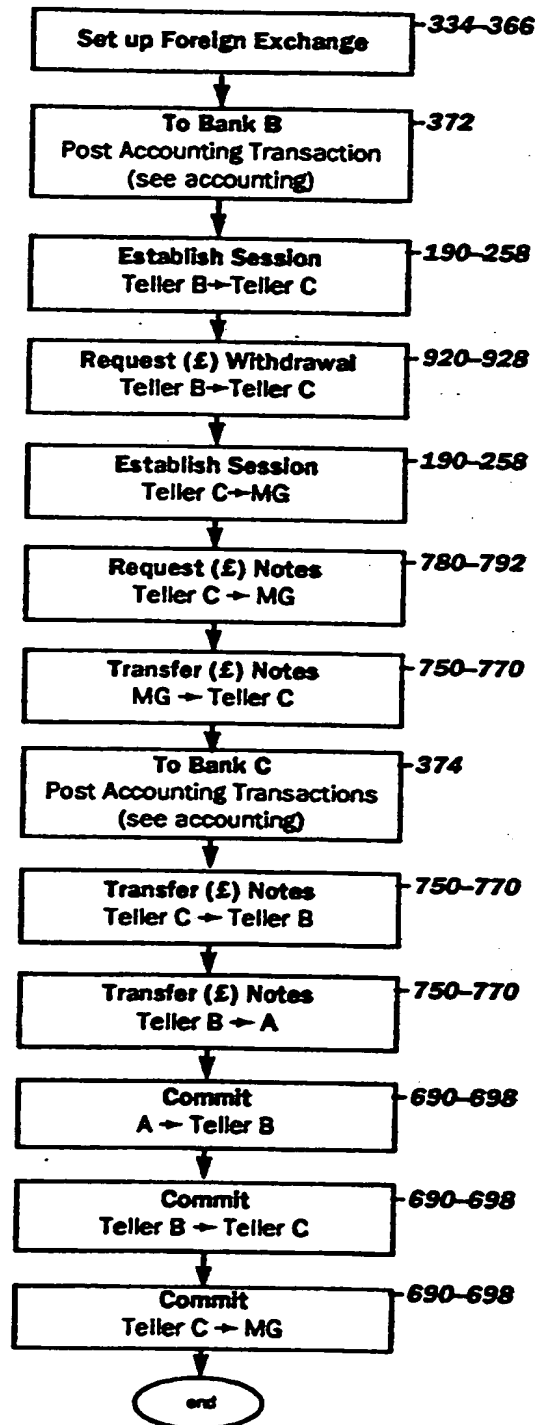 Set up Foreign Exchange
334–366
To Bank B
372
Post Accounting Transaction
(see accounting)
Establish Session
190–258
Teller B→Teller C
Request (£) Withdrawal
920–928
Teller B→Teller C
Establish Session
190–258
Teller C→MG
Request (£) Notes
780–792
Teller C → MG
Transfer (£) Notes
750–770
MG → Teller C
To Bank C
374
Post Accounting Transactions
(see accounting)
Transfer (£) Notes
750–770
Teller C → Teller B
Transfer (£) Notes
750–770
Teller B → A
Commit
690–698
A → Teller B
Commit
690–698
Teller B → Teller C
Commit
690–698
Teller C → MG
end